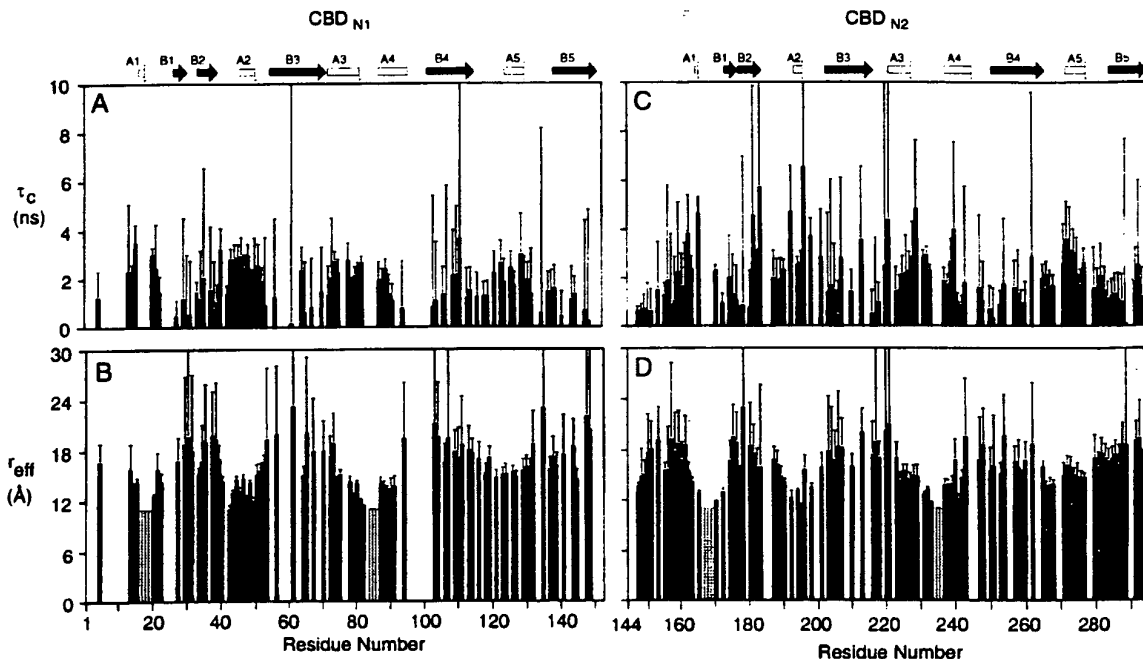 CBD N1
CBD N2
A1 B1 B2 A2 B3 A3 A4 B4 A5 B5
A1 B1 B2 A2 B3 A3 A4 B4 A5 B5
A
C
10
8
6
4
2
0
τc
(ns)
B
D
30
24
18
12
6
0
reff
(Å)
1 20 40 60 80 100 120 140
144 160 180 200 220 240 260 280
Residue Number
Residue Number